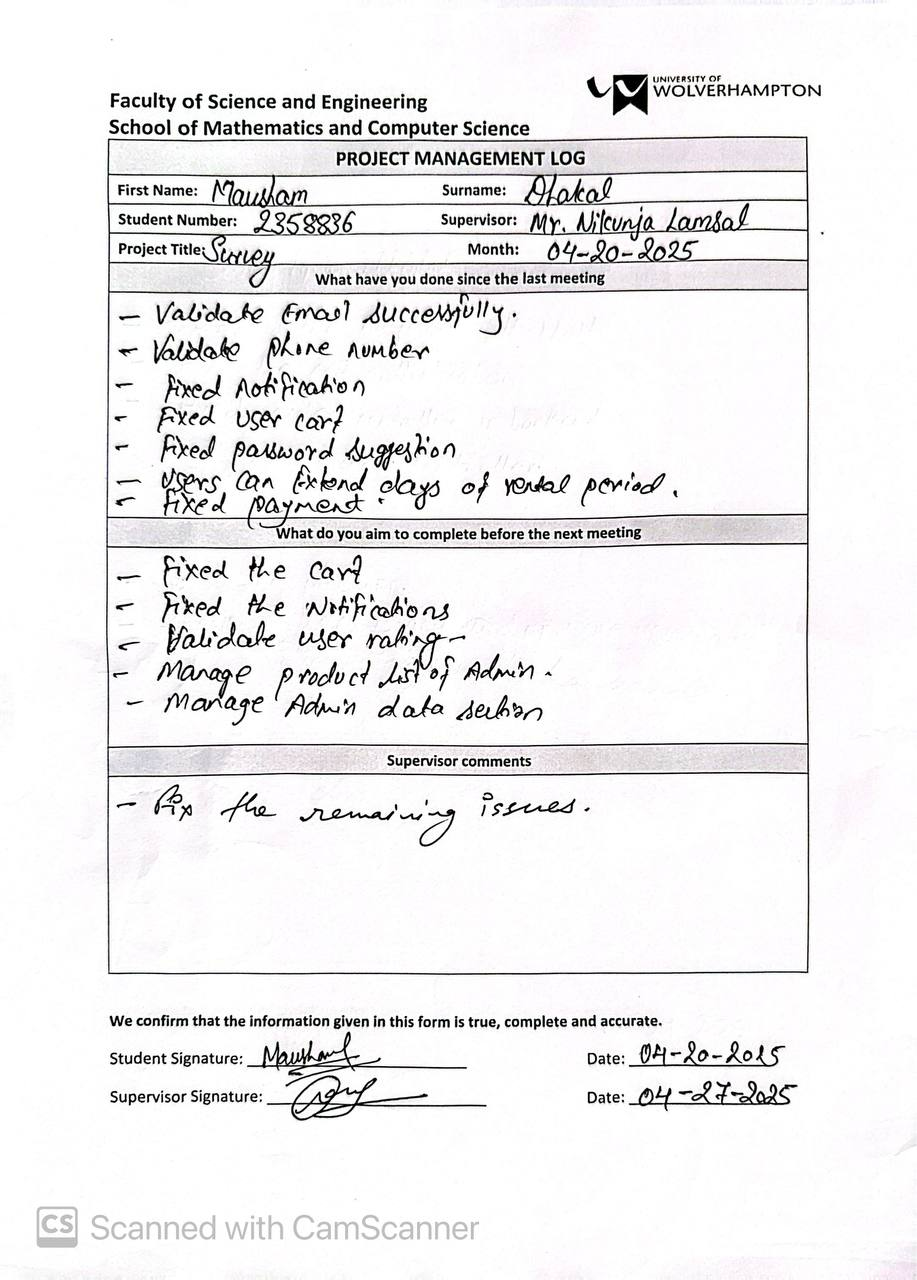 UNIVERSITY OF
WOLVERHAMPTON
Faculty of Science and Engineering
School of Mathematics and Computer Science
PROJECT MANAGEMENT LOG
First Name: Mausham Surname: Dhakal
Student Number: 2358836 Supervisor: Mr. Nikunja Lamsal
Project Title: Survey Month: 04-20-2025
What have you done since the last meeting
- Validate Email successfully.
- Validate phone number
- Fixed notification
- Fixed user cart
- Fixed password suggestion
- Users can Extend days of rental period.
- Fixed payment.
What do you aim to complete before the next meeting
- Fixed the cart
- Fixed the Notifications
- Validate user rating-
- Manage product list of Admin.
- Manage Admin data section
Supervisor comments
- Fix the remaining issues.
We confirm that the information given in this form is true, complete and accurate.
Student Signature: Mausham Date: 04-20-2025
Supervisor Signature: Date: 04-27-2025
CS Scanned with CamScanner